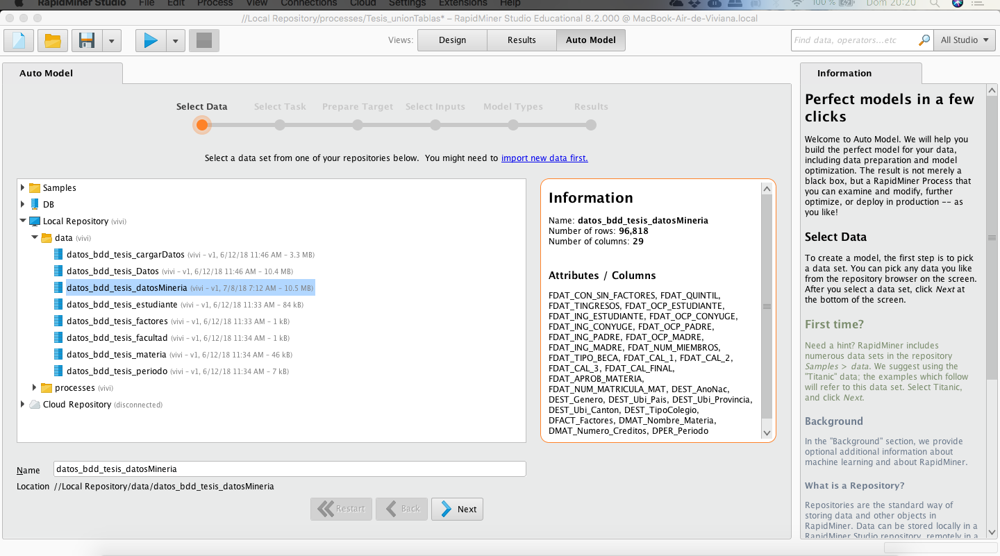 RapidMiner Studio File Edit Process View Connections Cloud Settings Extensions Help 100 % Dom 20:20
//Local Repository/processes/Tesis_unionTablas* – RapidMiner Studio Educational 8.2.000 @ MacBook-Air-de-Viviana.local
Views: Design Results Auto Model Find data, operators...etc All Studio
Auto Model
Select Data Select Task Prepare Target Select Inputs Model Types Results
Select a data set from one of your repositories below. You might need to import new data first.
Samples
DB
Local Repository (vivi)
data (vivi)
datos_bdd_tesis_cargarDatos (vivi – v1, 6/12/18 11:46 AM – 3.3 MB)
datos_bdd_tesis_Datos (vivi – v1, 6/12/18 11:46 AM – 10.4 MB)
datos_bdd_tesis_datosMineria (vivi – v1, 7/8/18 7:12 AM – 10.5 MB)
datos_bdd_tesis_estudiante (vivi – v1, 6/12/18 11:33 AM – 84 kB)
datos_bdd_tesis_factores (vivi – v1, 6/12/18 11:33 AM – 1 kB)
datos_bdd_tesis_facultad (vivi – v1, 6/12/18 11:34 AM – 1 kB)
datos_bdd_tesis_materia (vivi – v1, 6/12/18 11:34 AM – 46 kB)
datos_bdd_tesis_periodo (vivi – v1, 6/12/18 11:34 AM – 7 kB)
processes (vivi)
Cloud Repository (disconnected)
Information
Name: datos_bdd_tesis_datosMineria
Number of rows: 96,818
Number of columns: 29
Attributes / Columns
FDAT_CON_SIN_FACTORES, FDAT_QUINTIL,
FDAT_TINGRESOS, FDAT_OCP_ESTUDIANTE,
FDAT_ING_ESTUDIANTE, FDAT_OCP_CONYUGE,
FDAT_ING_CONYUGE, FDAT_OCP_PADRE,
FDAT_ING_PADRE, FDAT_OCP_MADRE,
FDAT_ING_MADRE, FDAT_NUM_MIEMBROS,
FDAT_TIPO_BECA, FDAT_CAL_1, FDAT_CAL_2,
FDAT_CAL_3, FDAT_CAL_FINAL,
FDAT_APROB_MATERIA,
FDAT_NUM_MATRICULA_MAT, DEST_AnoNac,
DEST_Genero, DEST_Ubi_Pais, DEST_Ubi_Provincia,
DEST_Ubi_Canton, DEST_TipoColegio,
DFACT_Factores, DMAT_Nombre_Materia,
DMAT_Numero_Creditos, DPER_Periodo
Name datos_bdd_tesis_datosMineria
Location //Local Repository/data/datos_bdd_tesis_datosMineria
Restart Back Next
Information
Perfect models in a few
clicks
Welcome to Auto Model. We will help you
build the perfect model for your data,
including data preparation and model
optimization. The result is not merely a
black box, but a RapidMiner Process that
you can examine and modify, further
optimize, or deploy in production -- as
you like!
Select Data
To create a model, the first step is to pick
a data set. You can pick any data you like
from the repository browser on the screen.
After you select a data set, click Next at
the bottom of the screen.
First time?
Need a hint? RapidMiner includes
numerous data sets in the repository
Samples > data. We suggest using the
"Titanic" data; the examples which follow
will refer to this data set. Select Titanic,
and click Next.
Background
In the "Background" section, we provide
optional additional information about
machine learning and about RapidMiner.
What is a Repository?
Repositories are the standard way of
storing data and other objects in
RapidMiner. Data can be stored locally in a
RapidMiner Studio repository, remotely in a